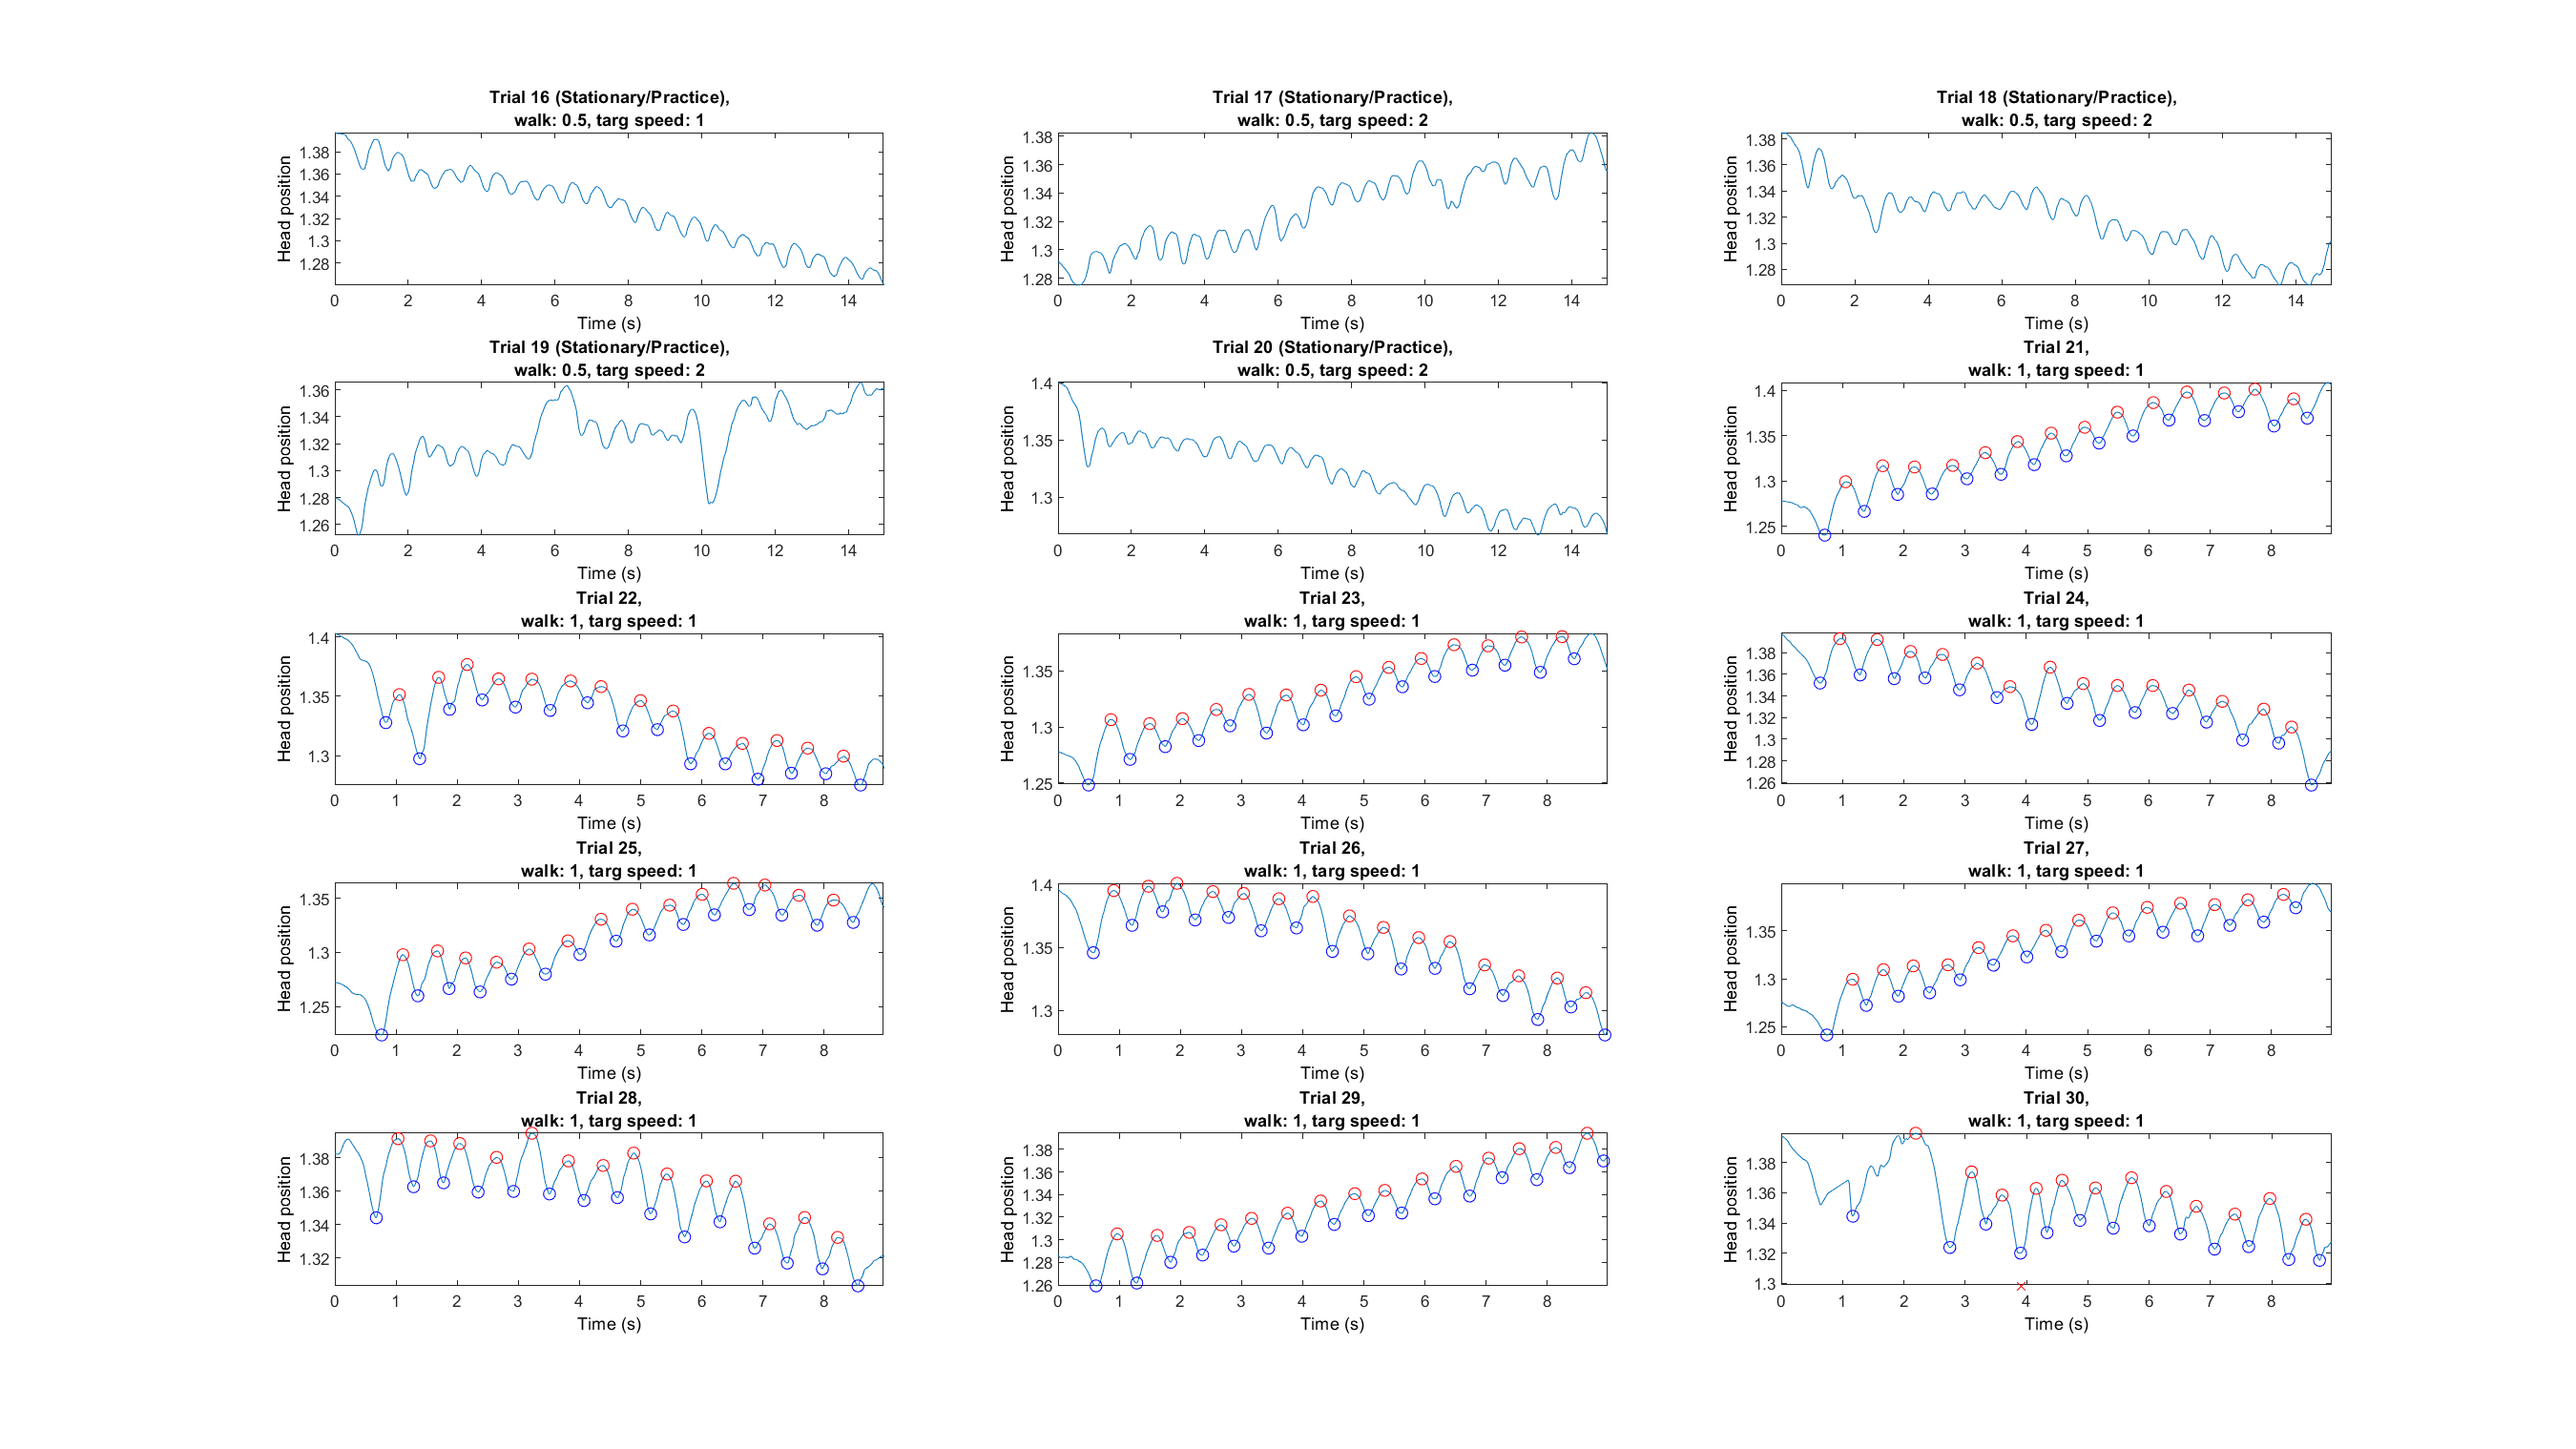 Trial 16 (Stationary/Practice),
walk: 0.5, targ speed: 1
Head position
1.38
1.36
1.34
1.32
1.3
1.28
0 2 4 6 8 10 12 14
Time (s)
Trial 17 (Stationary/Practice),
walk: 0.5, targ speed: 2
Head position
1.38
1.36
1.34
1.32
1.3
1.28
0 2 4 6 8 10 12 14
Time (s)
Trial 18 (Stationary/Practice),
walk: 0.5, targ speed: 2
Head position
1.38
1.36
1.34
1.32
1.3
1.28
0 2 4 6 8 10 12 14
Time (s)
Trial 19 (Stationary/Practice),
walk: 0.5, targ speed: 2
Head position
1.36
1.34
1.32
1.3
1.28
1.26
0 2 4 6 8 10 12 14
Time (s)
Trial 20 (Stationary/Practice),
walk: 0.5, targ speed: 2
Head position
1.4
1.35
1.3
0 2 4 6 8 10 12 14
Time (s)
Trial 21,
walk: 1, targ speed: 1
Head position
1.4
1.35
1.3
1.25
0 1 2 3 4 5 6 7 8
Time (s)
Trial 22,
walk: 1, targ speed: 1
Head position
1.4
1.35
1.3
0 1 2 3 4 5 6 7 8
Time (s)
Trial 23,
walk: 1, targ speed: 1
Head position
1.35
1.3
1.25
0 1 2 3 4 5 6 7 8
Time (s)
Trial 24,
walk: 1, targ speed: 1
Head position
1.38
1.36
1.34
1.32
1.3
1.28
1.26
0 1 2 3 4 5 6 7 8
Time (s)
Trial 25,
walk: 1, targ speed: 1
Head position
1.35
1.3
1.25
0 1 2 3 4 5 6 7 8
Time (s)
Trial 26,
walk: 1, targ speed: 1
Head position
1.4
1.35
1.3
0 1 2 3 4 5 6 7 8
Time (s)
Trial 27,
walk: 1, targ speed: 1
Head position
1.35
1.3
1.25
0 1 2 3 4 5 6 7 8
Time (s)
Trial 28,
walk: 1, targ speed: 1
Head position
1.38
1.36
1.34
1.32
0 1 2 3 4 5 6 7 8
Time (s)
Trial 29,
walk: 1, targ speed: 1
Head position
1.38
1.36
1.34
1.32
1.3
1.28
1.26
0 1 2 3 4 5 6 7 8
Time (s)
Trial 30,
walk: 1, targ speed: 1
Head position
1.38
1.36
1.34
1.32
1.3
0 1 2 3 4 5 6 7 8
Time (s)